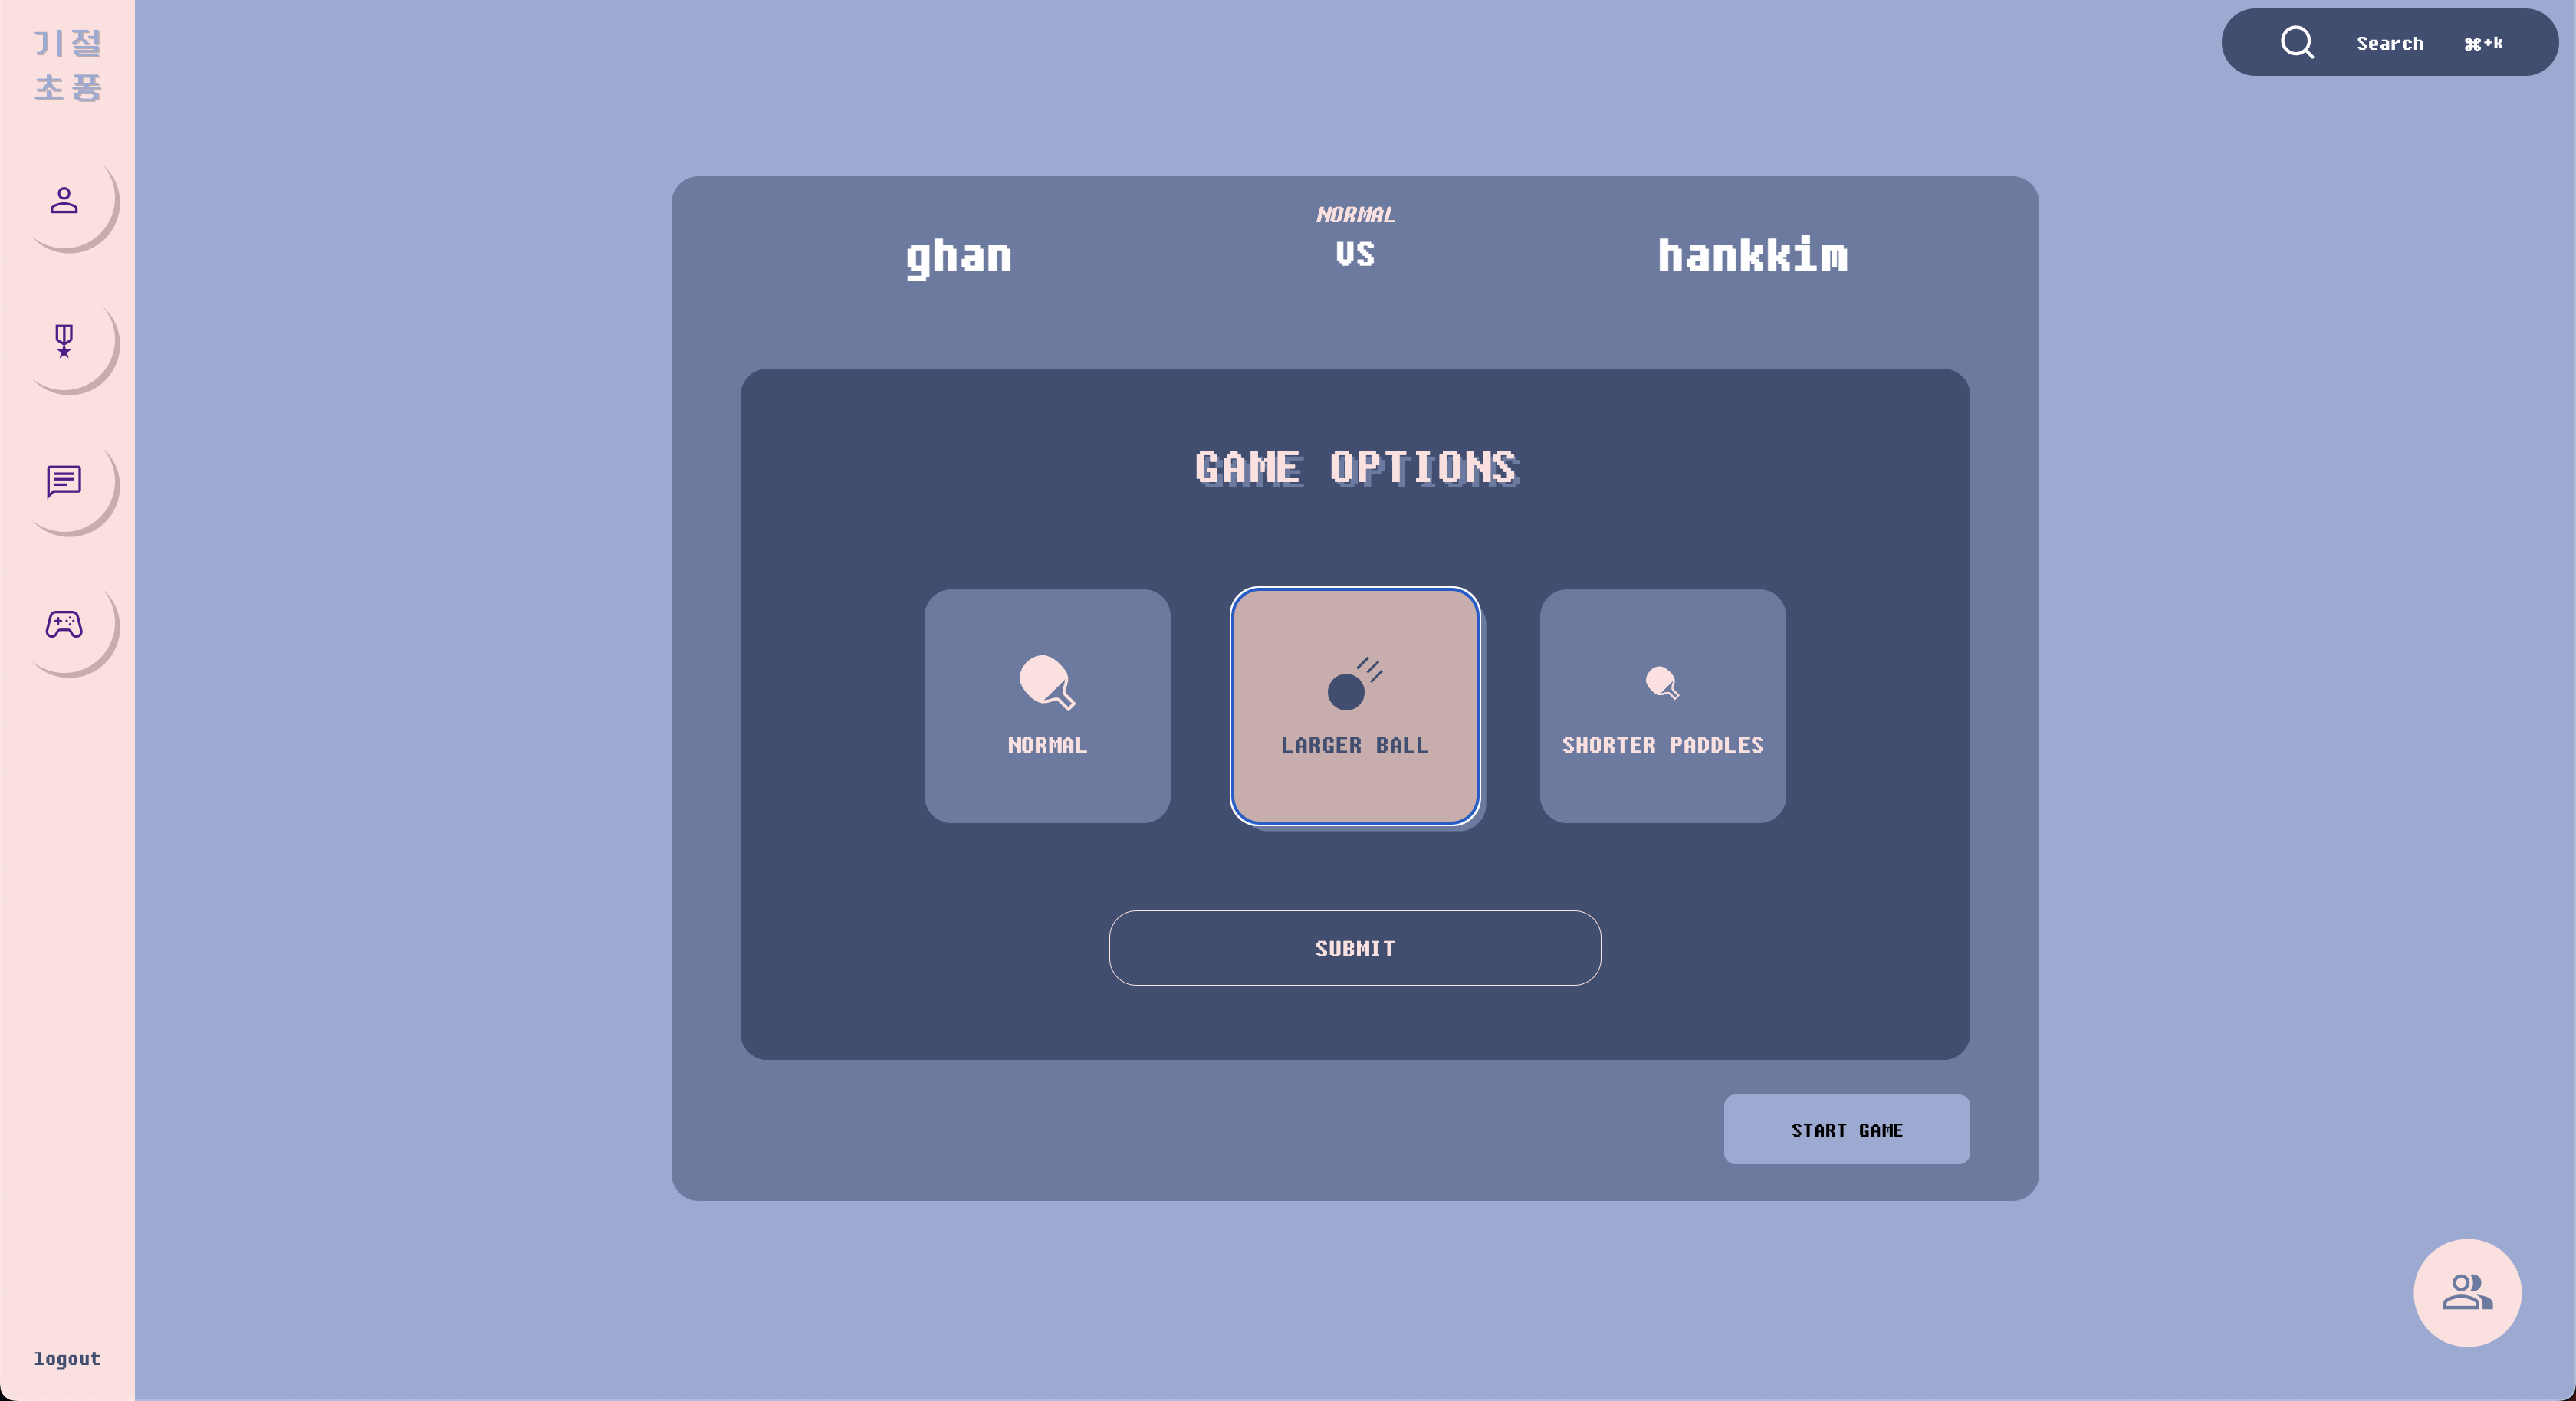 기절
초퐁
Search ⌘+k
NORMAL
ghan VS hankkim
GAME OPTIONS
NORMAL
LARGER BALL
SHORTER PADDLES
SUBMIT
START GAME
logout